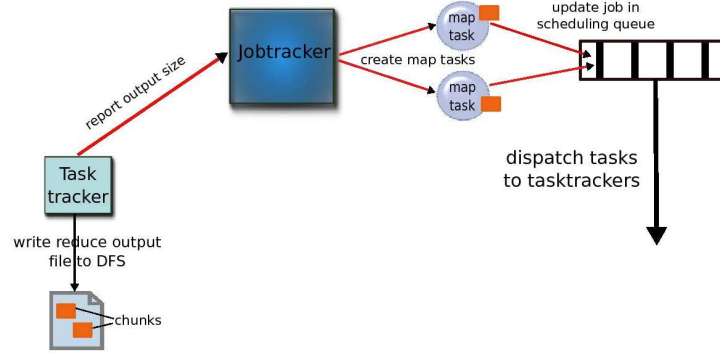 map
task
update job in
scheduling queue
Jobtracker
create map tasks
map
task
report output size
dispatch tasks
to tasktrackers
Task
tracker
write reduce output
file to DFS
chunks